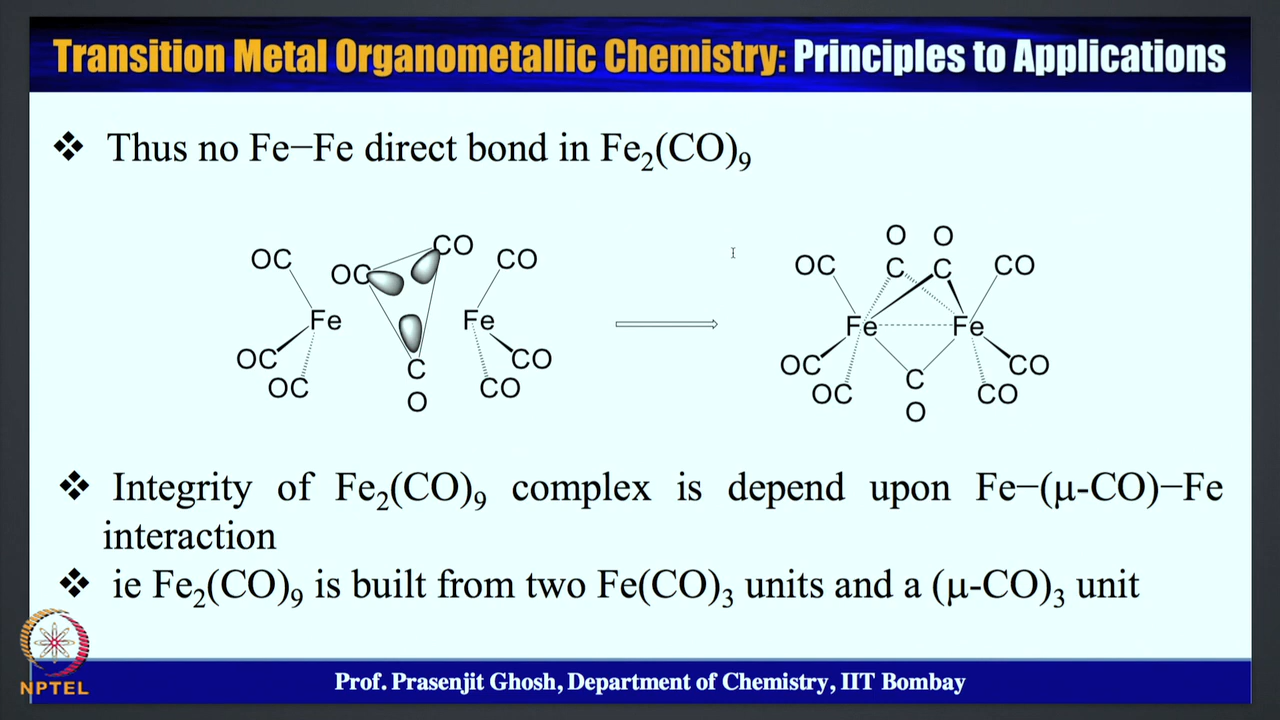 Transition Metal Organometallic Chemistry: Principles to Applications
❖ Thus no Fe−Fe direct bond in Fe₂(CO)₉
OC CO CO
OC
Fe Fe
OC C CO
OC O CO
O O
OC C C CO
Fe Fe
OC C CO
OC O CO
❖ Integrity of Fe₂(CO)₉ complex is depend upon Fe−(μ-CO)−Fe
interaction
❖ ie Fe₂(CO)₉ is built from two Fe(CO)₃ units and a (μ-CO)₃ unit
NPTEL
Prof. Prasenjit Ghosh, Department of Chemistry, IIT Bombay